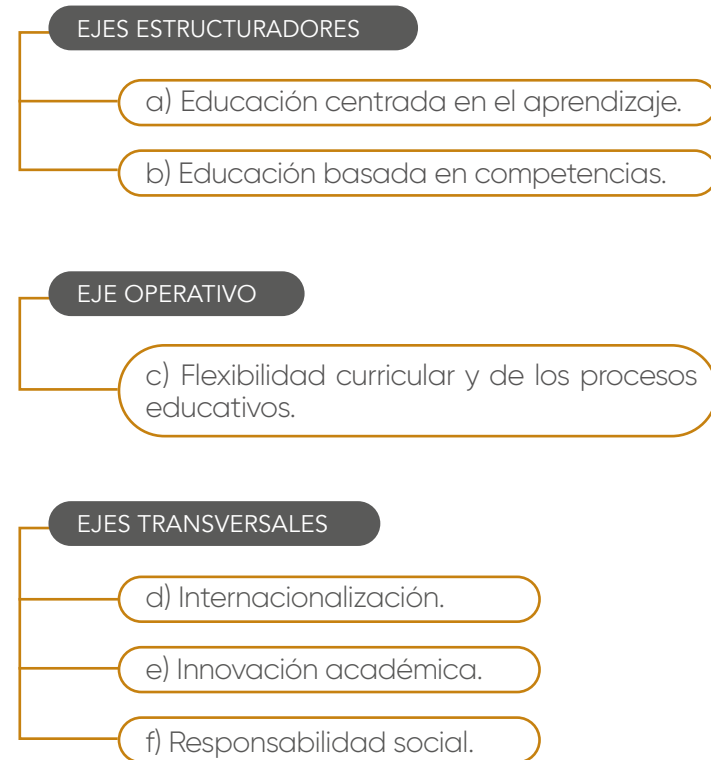 EJES ESTRUCTURADORES
a) Educación centrada en el aprendizaje.
b) Educación basada en competencias.
EJE OPERATIVO
c) Flexibilidad curricular y de los procesos
educativos.
EJES TRANSVERSALES
d) Internacionalización.
e) Innovación académica.
f) Responsabilidad social.